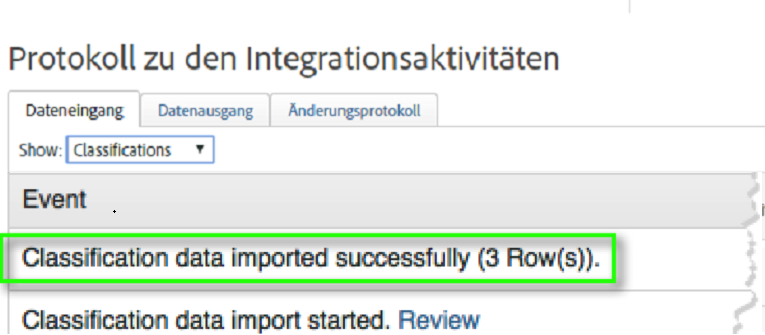 Protokoll zu den Integrationsaktivitäten
Dateneingang Datenausgang Änderungsprotokoll
Show: Classifications
Event
Classification data imported successfully (3 Row(s)).
Classification data import started. Review